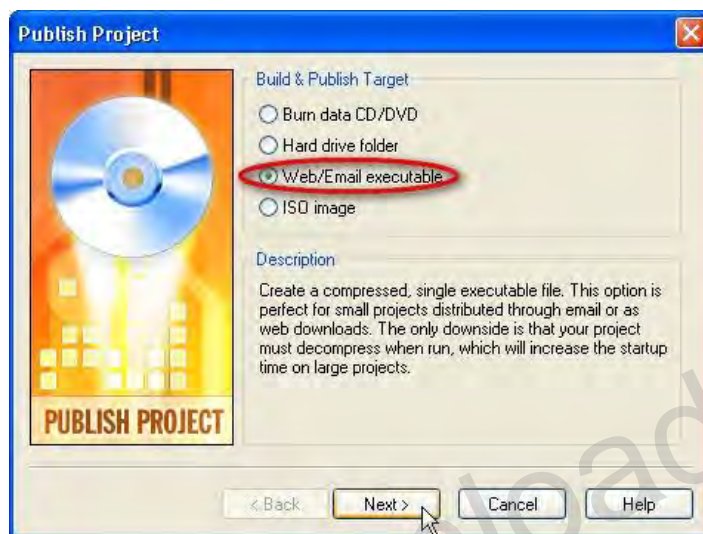 Publish Project
Build & Publish Target
Burn data CD/DVD
Hard drive folder
Web/Email executable
ISO image
Description
Create a compressed, single executable file. This option is
perfect for small projects distributed through email or as
web downloads. The only downside is that your project
must decompress when run, which will increase the startup
time on large projects.
PUBLISH PROJECT
< Back
Next >
Cancel
Help